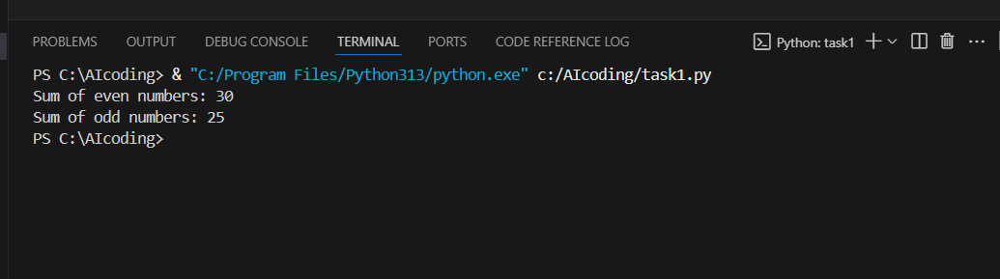 PROBLEMS OUTPUT DEBUG CONSOLE TERMINAL PORTS CODE REFERENCE LOG Python: task1
PS C:\AIcoding> & "C:/Program Files/Python313/python.exe" c:/AIcoding/task1.py
Sum of even numbers: 30
Sum of odd numbers: 25
PS C:\AIcoding>